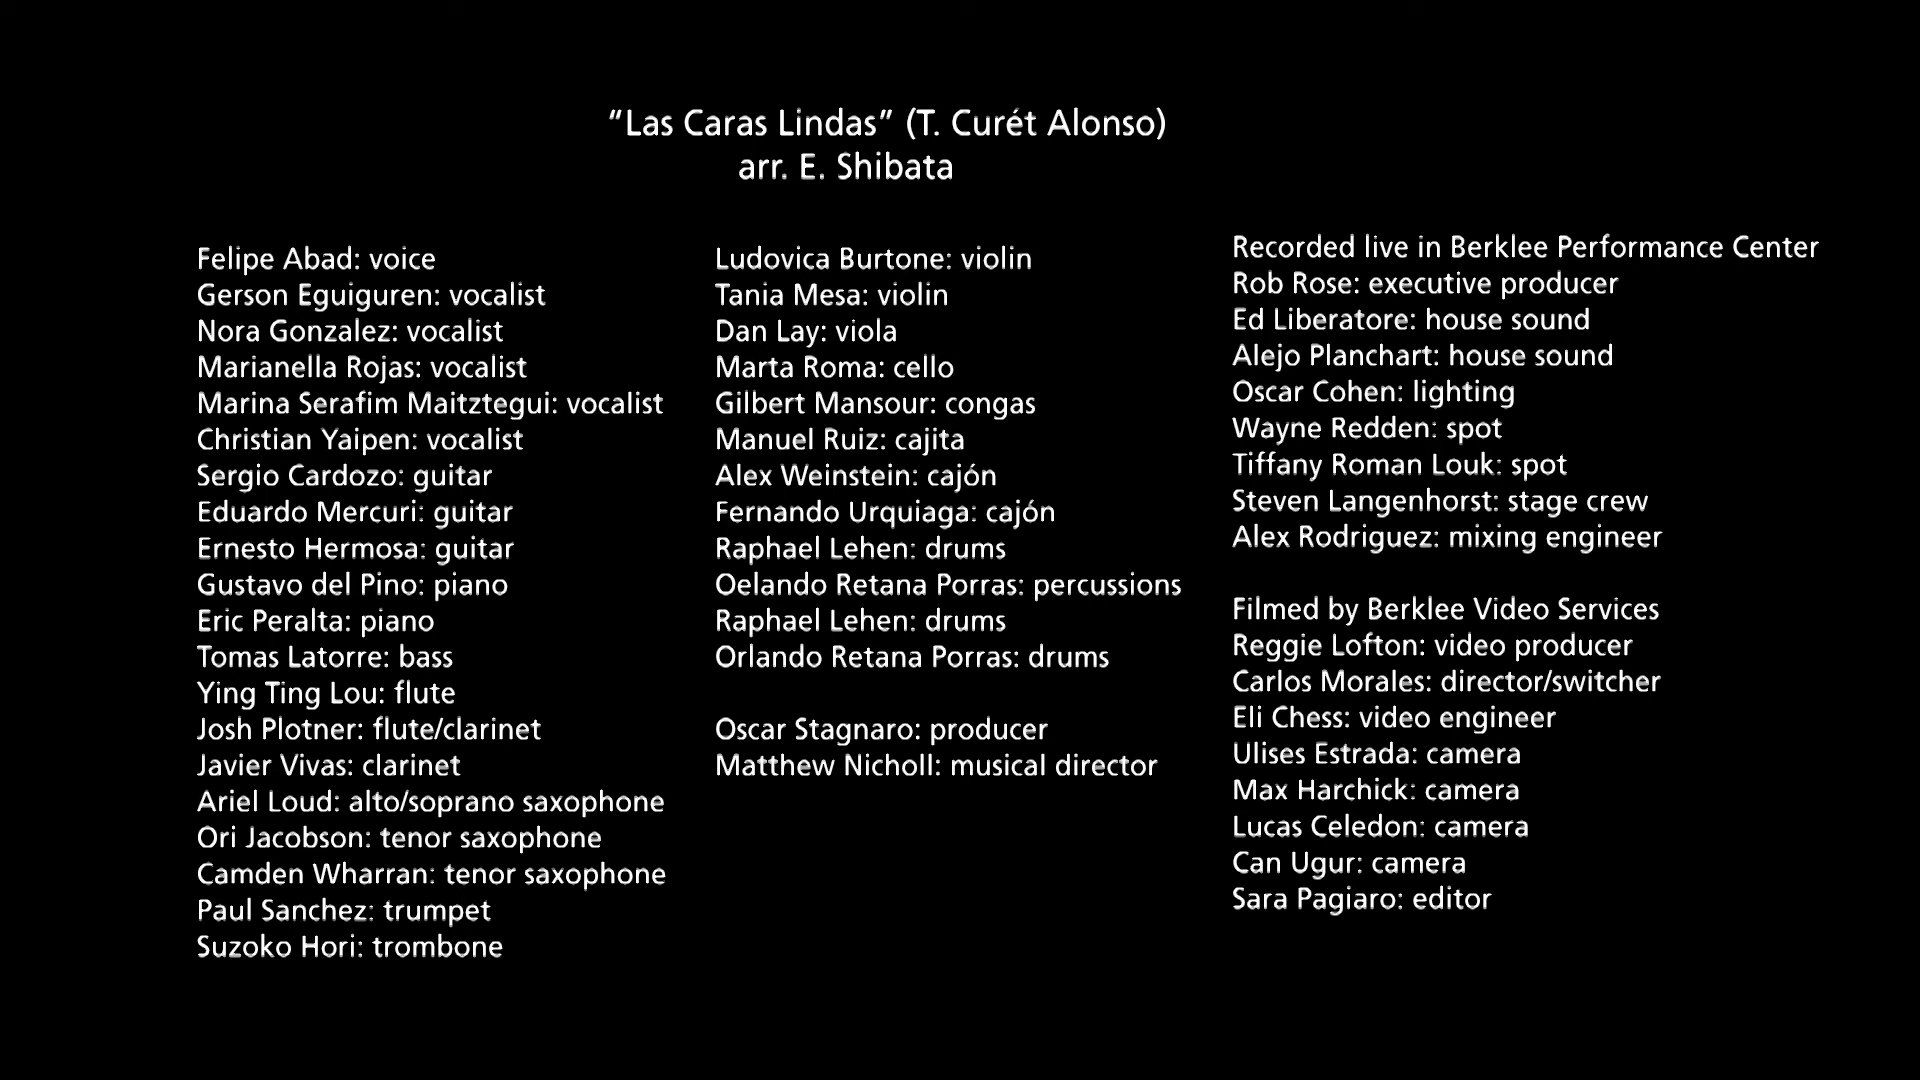 “Las Caras Lindas” (T. Curét Alonso)
arr. E. Shibata
Felipe Abad: voice
Gerson Eguiguren: vocalist
Nora Gonzalez: vocalist
Marianella Rojas: vocalist
Marina Serafim Maitztegui: vocalist
Christian Yaipen: vocalist
Sergio Cardozo: guitar
Eduardo Mercuri: guitar
Ernesto Hermosa: guitar
Gustavo del Pino: piano
Eric Peralta: piano
Tomas Latorre: bass
Ying Ting Lou: flute
Josh Plotner: flute/clarinet
Javier Vivas: clarinet
Ariel Loud: alto/soprano saxophone
Ori Jacobson: tenor saxophone
Camden Wharran: tenor saxophone
Paul Sanchez: trumpet
Suzoko Hori: trombone
Ludovica Burtone: violin
Tania Mesa: violin
Dan Lay: viola
Marta Roma: cello
Gilbert Mansour: congas
Manuel Ruiz: cajita
Alex Weinstein: cajón
Fernando Urquiaga: cajón
Raphael Lehen: drums
Oelando Retana Porras: percussions
Raphael Lehen: drums
Orlando Retana Porras: drums
Oscar Stagnaro: producer
Matthew Nicholl: musical director
Recorded live in Berklee Performance Center
Rob Rose: executive producer
Ed Liberatore: house sound
Alejo Planchart: house sound
Oscar Cohen: lighting
Wayne Redden: spot
Tiffany Roman Louk: spot
Steven Langenhorst: stage crew
Alex Rodriguez: mixing engineer
Filmed by Berklee Video Services
Reggie Lofton: video producer
Carlos Morales: director/switcher
Eli Chess: video engineer
Ulises Estrada: camera
Max Harchick: camera
Lucas Celedon: camera
Can Ugur: camera
Sara Pagiaro: editor